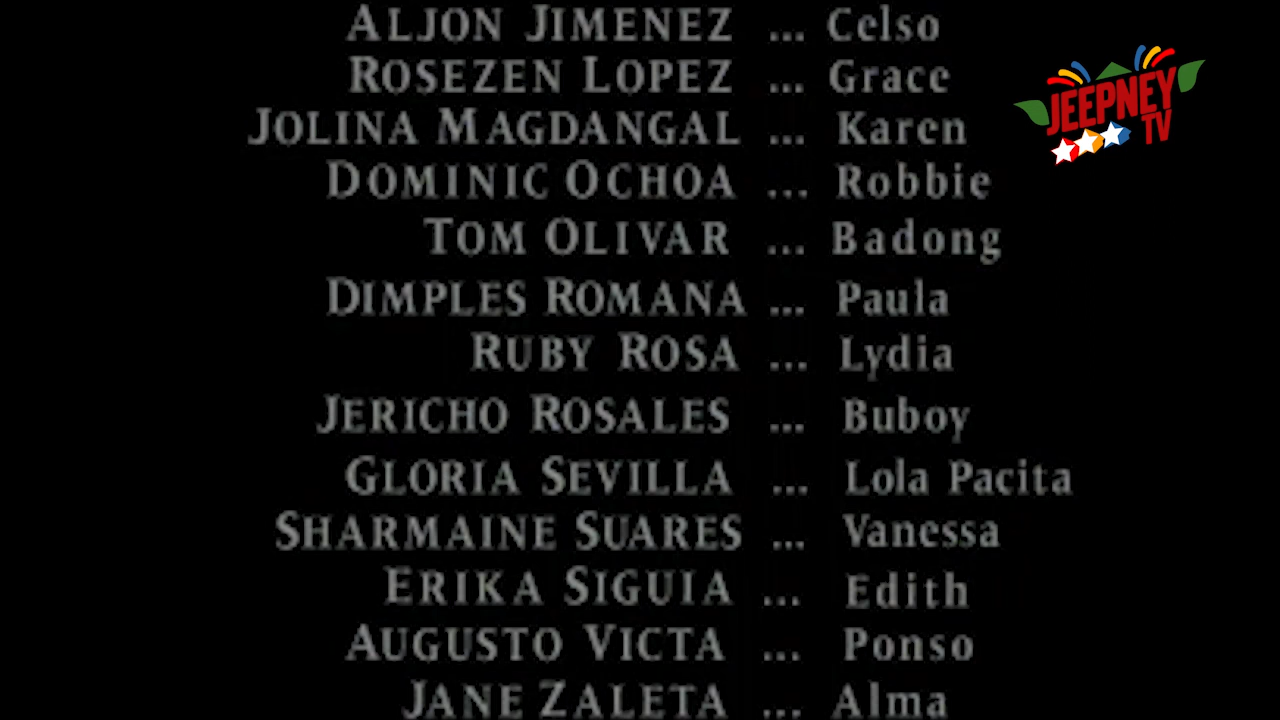 ALJON JIMENEZ ... Celso
ROSEZEN LOPEZ ... Grace
JOLINA MAGDANGAL ... Karen
DOMINIC OCHOA ... Robbie
TOM OLIVAR ... Badong
DIMPLES ROMANA ... Paula
RUBY ROSA ... Lydia
JERICHO ROSALES ... Buboy
GLORIA SEVILLA ... Lola Pacita
SHARMAINE SUARES ... Vanessa
ERIKA SIGUIA ... Edith
AUGUSTO VICTA ... Ponso
JANE ZALETA ... Alma
JEEPNEY
TV